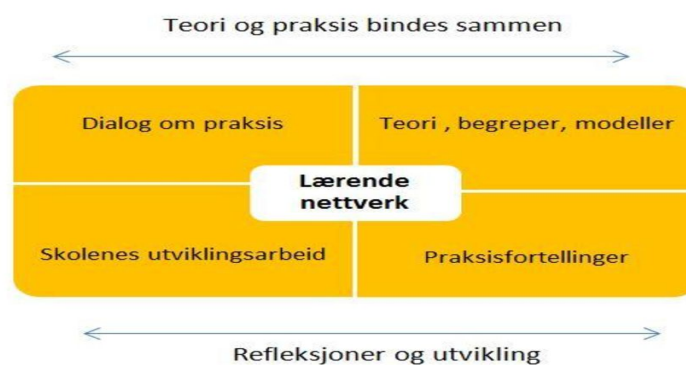 Teori og praksis bindes sammen
Dialog om praksis
Teori , begreper, modeller
Lærende
nettverk
Skolenes utviklingsarbeid
Praksisfortellinger
Refleksjoner og utvikling